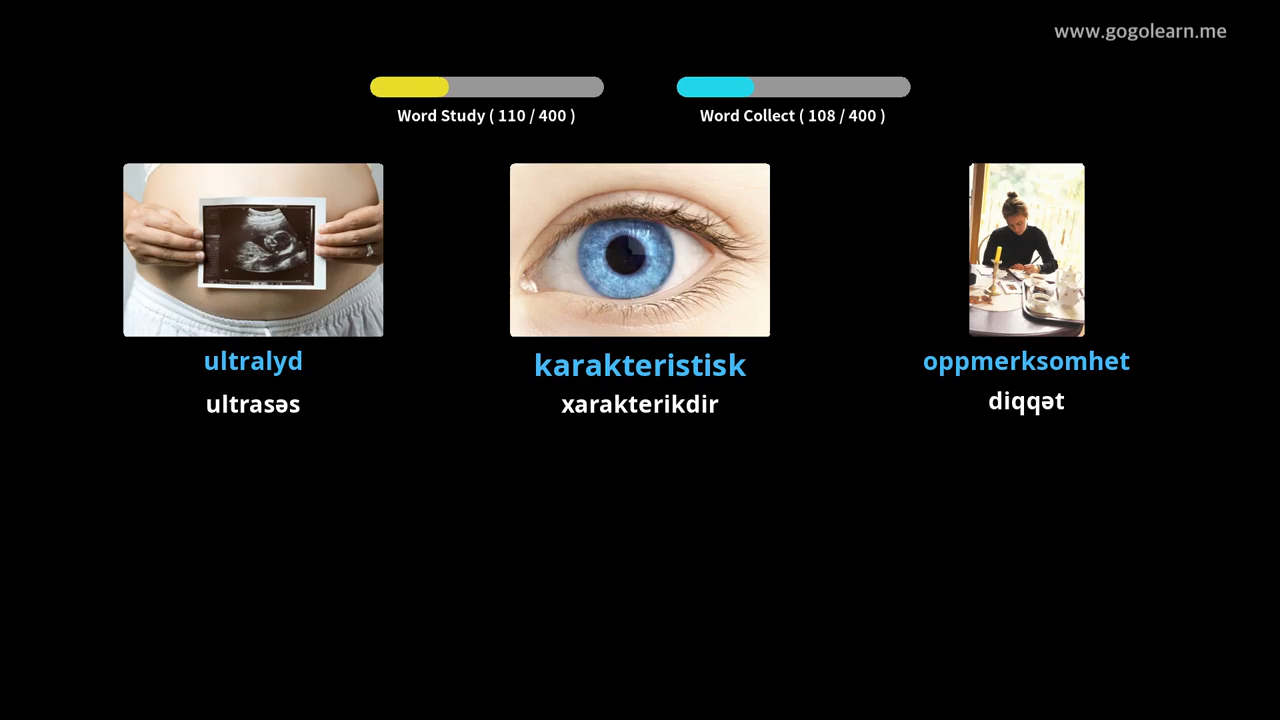 www.gogolearn.me
Word Study ( 110 / 400 )
Word Collect ( 108 / 400 )
ultralyd
karakteristisk
oppmerksomhet
ultrasəs
xarakterikdir
diqqət